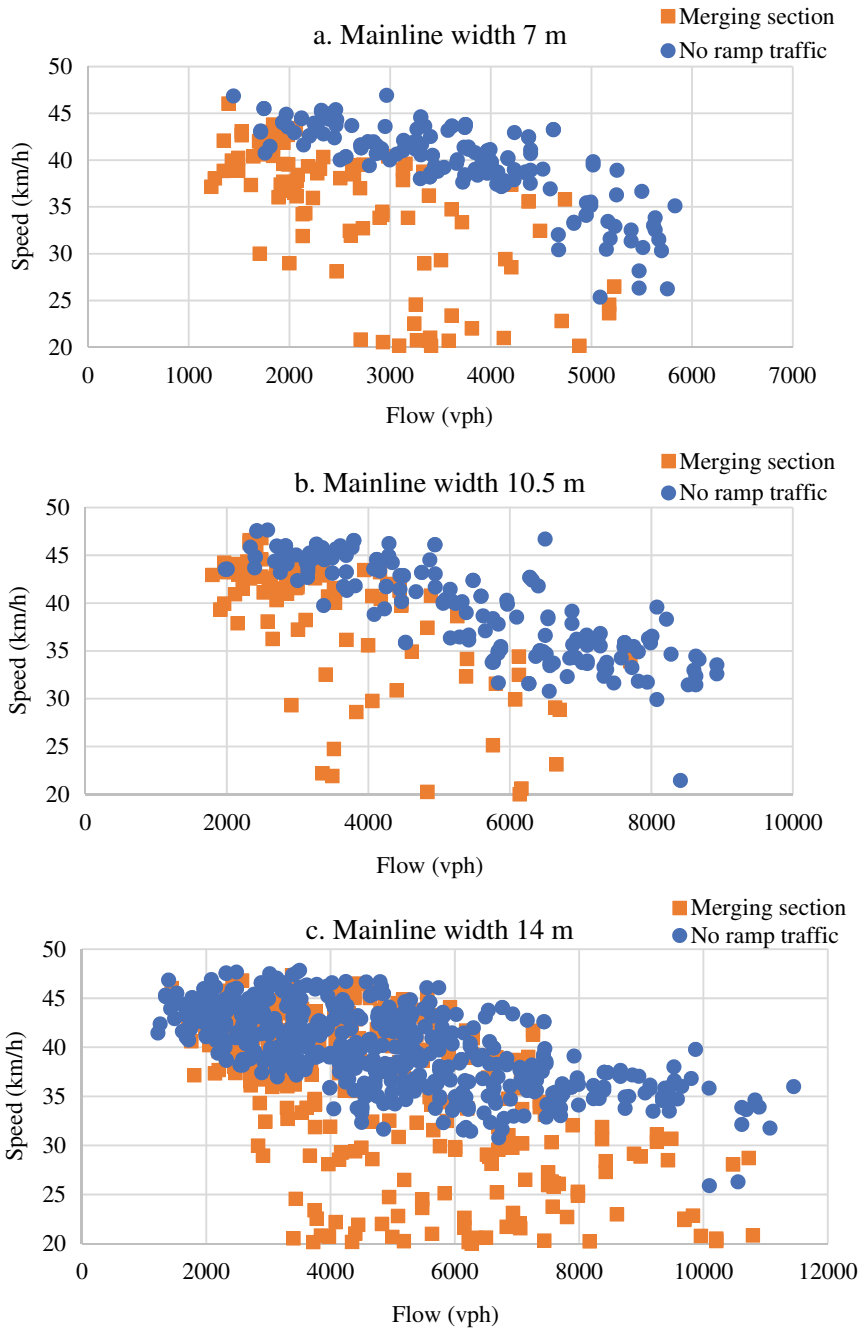 Merging section
a. Mainline width 7 m
No ramp traffic
50
45
40
35
30
25
20
Speed (km/h)
0 1000 2000 3000 4000 5000 6000 7000
Flow (vph)
Merging section
b. Mainline width 10.5 m
No ramp traffic
50
45
40
35
30
25
20
Speed (km/h)
0 2000 4000 6000 8000 10000
Flow (vph)
Merging section
c. Mainline width 14 m
No ramp traffic
50
45
40
35
30
25
20
Speed (km/h)
0 2000 4000 6000 8000 10000 12000
Flow (vph)